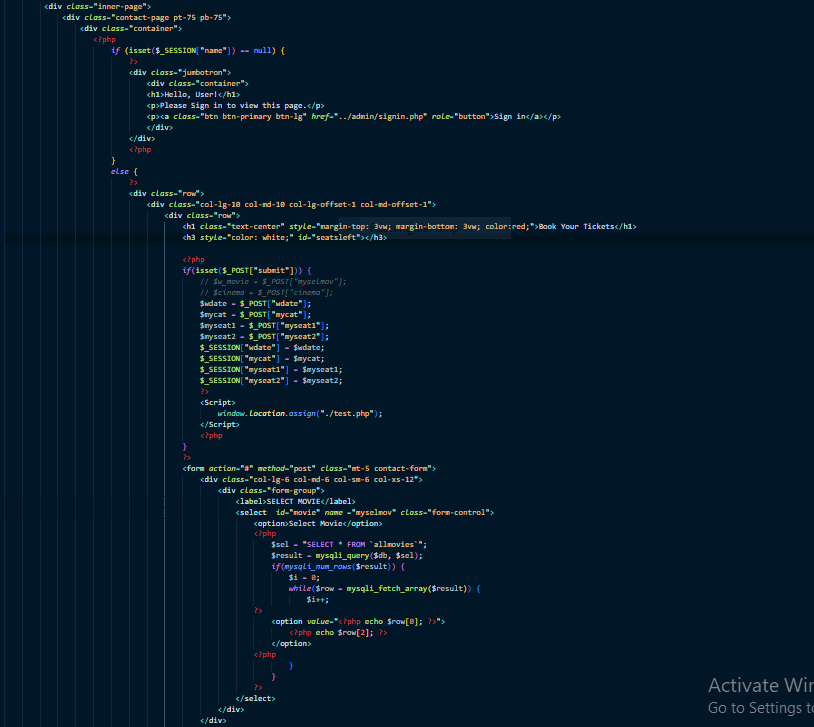 <div class="inner-page">
<div class="contact-page pt-75 pb-75">
<div class="container">
<?php
if (isset($_SESSION["name"]) == null) {
?>
<div class="jumbotron">
<div class="container">
<h1>Hello, User!</h1>
<p>Please Sign in to view this page.</p>
<p><a class="btn btn-primary btn-lg" href="../admin/signin.php" role="button">Sign in</a></p>
</div>
</div>
<?php
}
else {
?>
<div class="row">
<div class="col-lg-10 col-md-10 col-lg-offset-1 col-md-offset-1">
<div class="row">
<h1 class="text-center" style="margin-top: 3vw; margin-bottom: 3vw; color:red;">Book Your Tickets</h1>
<h3 style="color: white;" id="seatsleft"></h3>
<?php
if(isset($_POST["submit"])) {
// $w_movie = $_POST["myselmov"];
// $cinema = $_POST["cinema"];
$wdate = $_POST["wdate"];
$mycat = $_POST["mycat"];
$myseat1 = $_POST["myseat1"];
$myseat2 = $_POST["myseat2"];
$_SESSION["wdate"] = $wdate;
$_SESSION["mycat"] = $mycat;
$_SESSION["myseat1"] = $myseat1;
$_SESSION["myseat2"] = $myseat2;
?>
<Script>
window.location.assign("./test.php");
</Script>
<?php
}
?>
<form action="#" method="post" class="mt-5 contact-form">
<div class="col-lg-6 col-md-6 col-sm-6 col-xs-12">
<div class="form-group">
<label>SELECT MOVIE</label>
<select  id="movie" name ="myselmov" class="form-control">
<option>Select Movie</option>
<?php
$sel = "SELECT * FROM `allmovies`";
$result = mysqli_query($db, $sel);
if(mysqli_num_rows($result)) {
$i = 0;
while($row = mysqli_fetch_array($result)) {
$i++;
?>
<option value="<?php echo $row[0]; ?>">
<?php echo $row[2]; ?>
</option>
<?php
}
}
?>
</select>
</div>
</div>
Activate Win
Go to Settings to